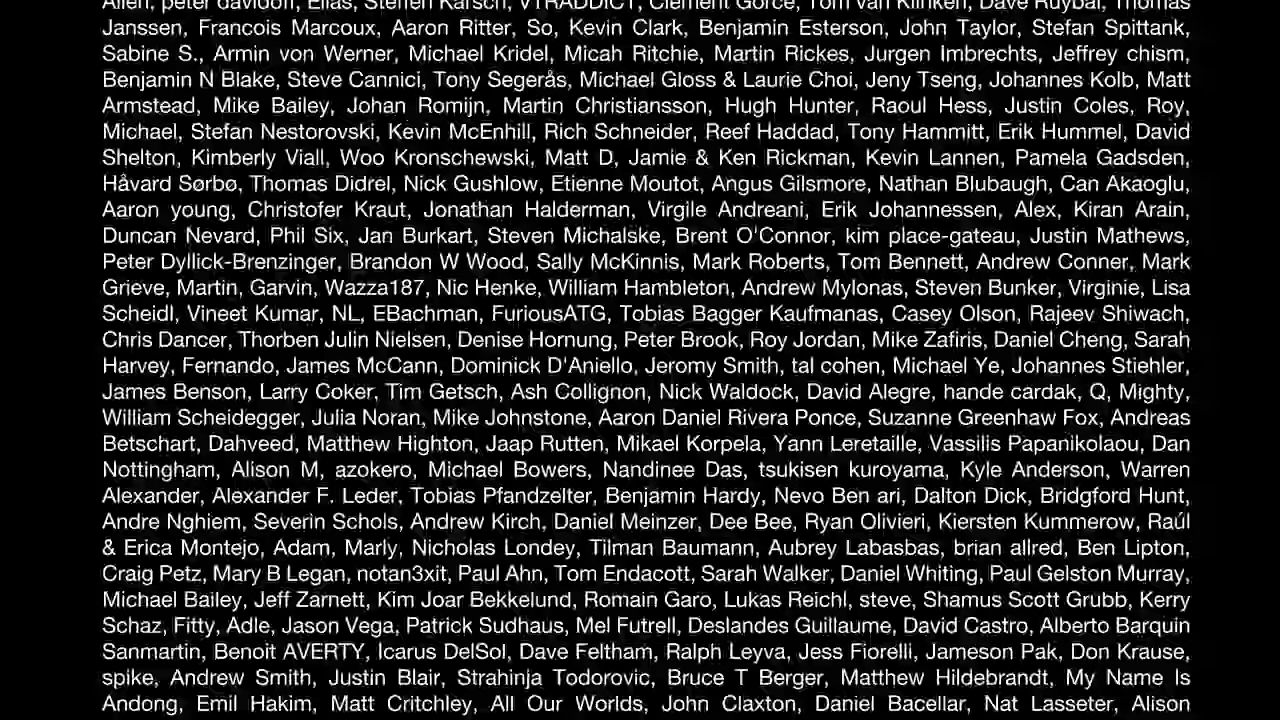 Allen, peter davidoff, Elias, Steffen Karsch, VTRADDICT, Clement Gorce, Tom van Klinken, Dave Ruybal, Thomas
Janssen, Francois Marcoux, Aaron Ritter, So, Kevin Clark, Benjamin Esterson, John Taylor, Stefan Spittank,
Sabine S., Armin von Werner, Michael Kridel, Micah Ritchie, Martin Rickes, Jurgen Imbrechts, Jeffrey chism,
Benjamin N Blake, Steve Cannici, Tony Segerås, Michael Gloss & Laurie Choi, Jeny Tseng, Johannes Kolb, Matt
Armstead, Mike Bailey, Johan Romijn, Martin Christiansson, Hugh Hunter, Raoul Hess, Justin Coles, Roy,
Michael, Stefan Nestorovski, Kevin McEnhill, Rich Schneider, Reef Haddad, Tony Hammitt, Erik Hummel, David
Shelton, Kimberly Viall, Woo Kronschewski, Matt D, Jamie & Ken Rickman, Kevin Lannen, Pamela Gadsden,
Håvard Sørbø, Thomas Didrel, Nick Gushlow, Etienne Moutot, Angus Gilsmore, Nathan Blubaugh, Can Akaoglu,
Aaron young, Christofer Kraut, Jonathan Halderman, Virgile Andreani, Erik Johannessen, Alex, Kiran Arain,
Duncan Nevard, Phil Six, Jan Burkart, Steven Michalske, Brent O'Connor, kim place-gateau, Justin Mathews,
Peter Dyllick-Brenzinger, Brandon W Wood, Sally McKinnis, Mark Roberts, Tom Bennett, Andrew Conner, Mark
Grieve, Martin, Garvin, Wazza187, Nic Henke, William Hambleton, Andrew Mylonas, Steven Bunker, Virginie, Lisa
Scheidl, Vineet Kumar, NL, EBachman, FuriousATG, Tobias Bagger Kaufmanas, Casey Olson, Rajeev Shiwach,
Chris Dancer, Thorben Julin Nielsen, Denise Hornung, Peter Brook, Roy Jordan, Mike Zafiris, Daniel Cheng, Sarah
Harvey, Fernando, James McCann, Dominick D'Aniello, Jeromy Smith, tal cohen, Michael Ye, Johannes Stiehler,
James Benson, Larry Coker, Tim Getsch, Ash Collignon, Nick Waldock, David Alegre, hande cardak, Q, Mighty,
William Scheidegger, Julia Noran, Mike Johnstone, Aaron Daniel Rivera Ponce, Suzanne Greenhaw Fox, Andreas
Betschart, Dahveed, Matthew Highton, Jaap Rutten, Mikael Korpela, Yann Leretaille, Vassilis Papanikolaou, Dan
Nottingham, Alison M, azokero, Michael Bowers, Nandinee Das, tsukisen kuroyama, Kyle Anderson, Warren
Alexander, Alexander F. Leder, Tobias Pfandzelter, Benjamin Hardy, Nevo Ben ari, Dalton Dick, Bridgford Hunt,
Andre Nghiem, Severin Schols, Andrew Kirch, Daniel Meinzer, Dee Bee, Ryan Olivieri, Kiersten Kummerow, Raúl
& Erica Montejo, Adam, Marly, Nicholas Londey, Tilman Baumann, Aubrey Labasbas, brian allred, Ben Lipton,
Craig Petz, Mary B Legan, notan3xit, Paul Ahn, Tom Endacott, Sarah Walker, Daniel Whiting, Paul Gelston Murray,
Michael Bailey, Jeff Zarnett, Kim Joar Bekkelund, Romain Garo, Lukas Reichl, steve, Shamus Scott Grubb, Kerry
Schaz, Fitty, Adle, Jason Vega, Patrick Sudhaus, Mel Futrell, Deslandes Guillaume, David Castro, Alberto Barquin
Sanmartin, Benoit AVERTY, Icarus DelSol, Dave Feltham, Ralph Leyva, Jess Fiorelli, Jameson Pak, Don Krause,
spike, Andrew Smith, Justin Blair, Strahinja Todorovic, Bruce T Berger, Matthew Hildebrandt, My Name Is
Andong, Emil Hakim, Matt Critchley, All Our Worlds, John Claxton, Daniel Bacellar, Nat Lasseter, Alison